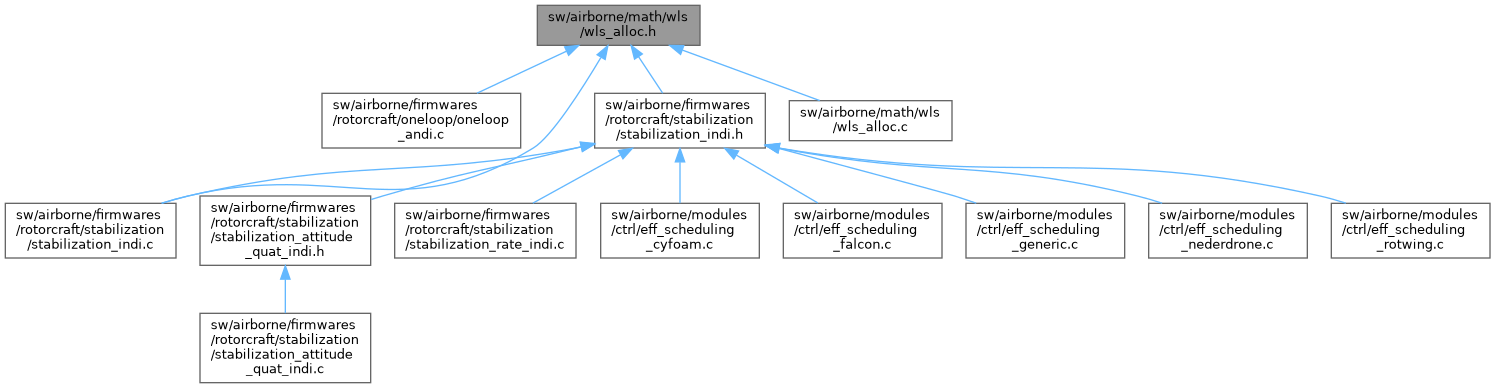 sw/airborne/math/wls
/wls_alloc.h
sw/airborne/firmwares
/rotorcraft/oneloop/oneloop
_andi.c
sw/airborne/firmwares
/rotorcraft/stabilization
/stabilization_indi.h
sw/airborne/math/wls
/wls_alloc.c
sw/airborne/firmwares
/rotorcraft/stabilization
/stabilization_indi.c
sw/airborne/firmwares
/rotorcraft/stabilization
/stabilization_attitude
_quat_indi.h
sw/airborne/firmwares
/rotorcraft/stabilization
/stabilization_rate_indi.c
sw/airborne/modules
/ctrl/eff_scheduling
_cyfoam.c
sw/airborne/modules
/ctrl/eff_scheduling
_falcon.c
sw/airborne/modules
/ctrl/eff_scheduling
_generic.c
sw/airborne/modules
/ctrl/eff_scheduling
_nederdrone.c
sw/airborne/modules
/ctrl/eff_scheduling
_rotwing.c
sw/airborne/firmwares
/rotorcraft/stabilization
/stabilization_attitude
_quat_indi.c